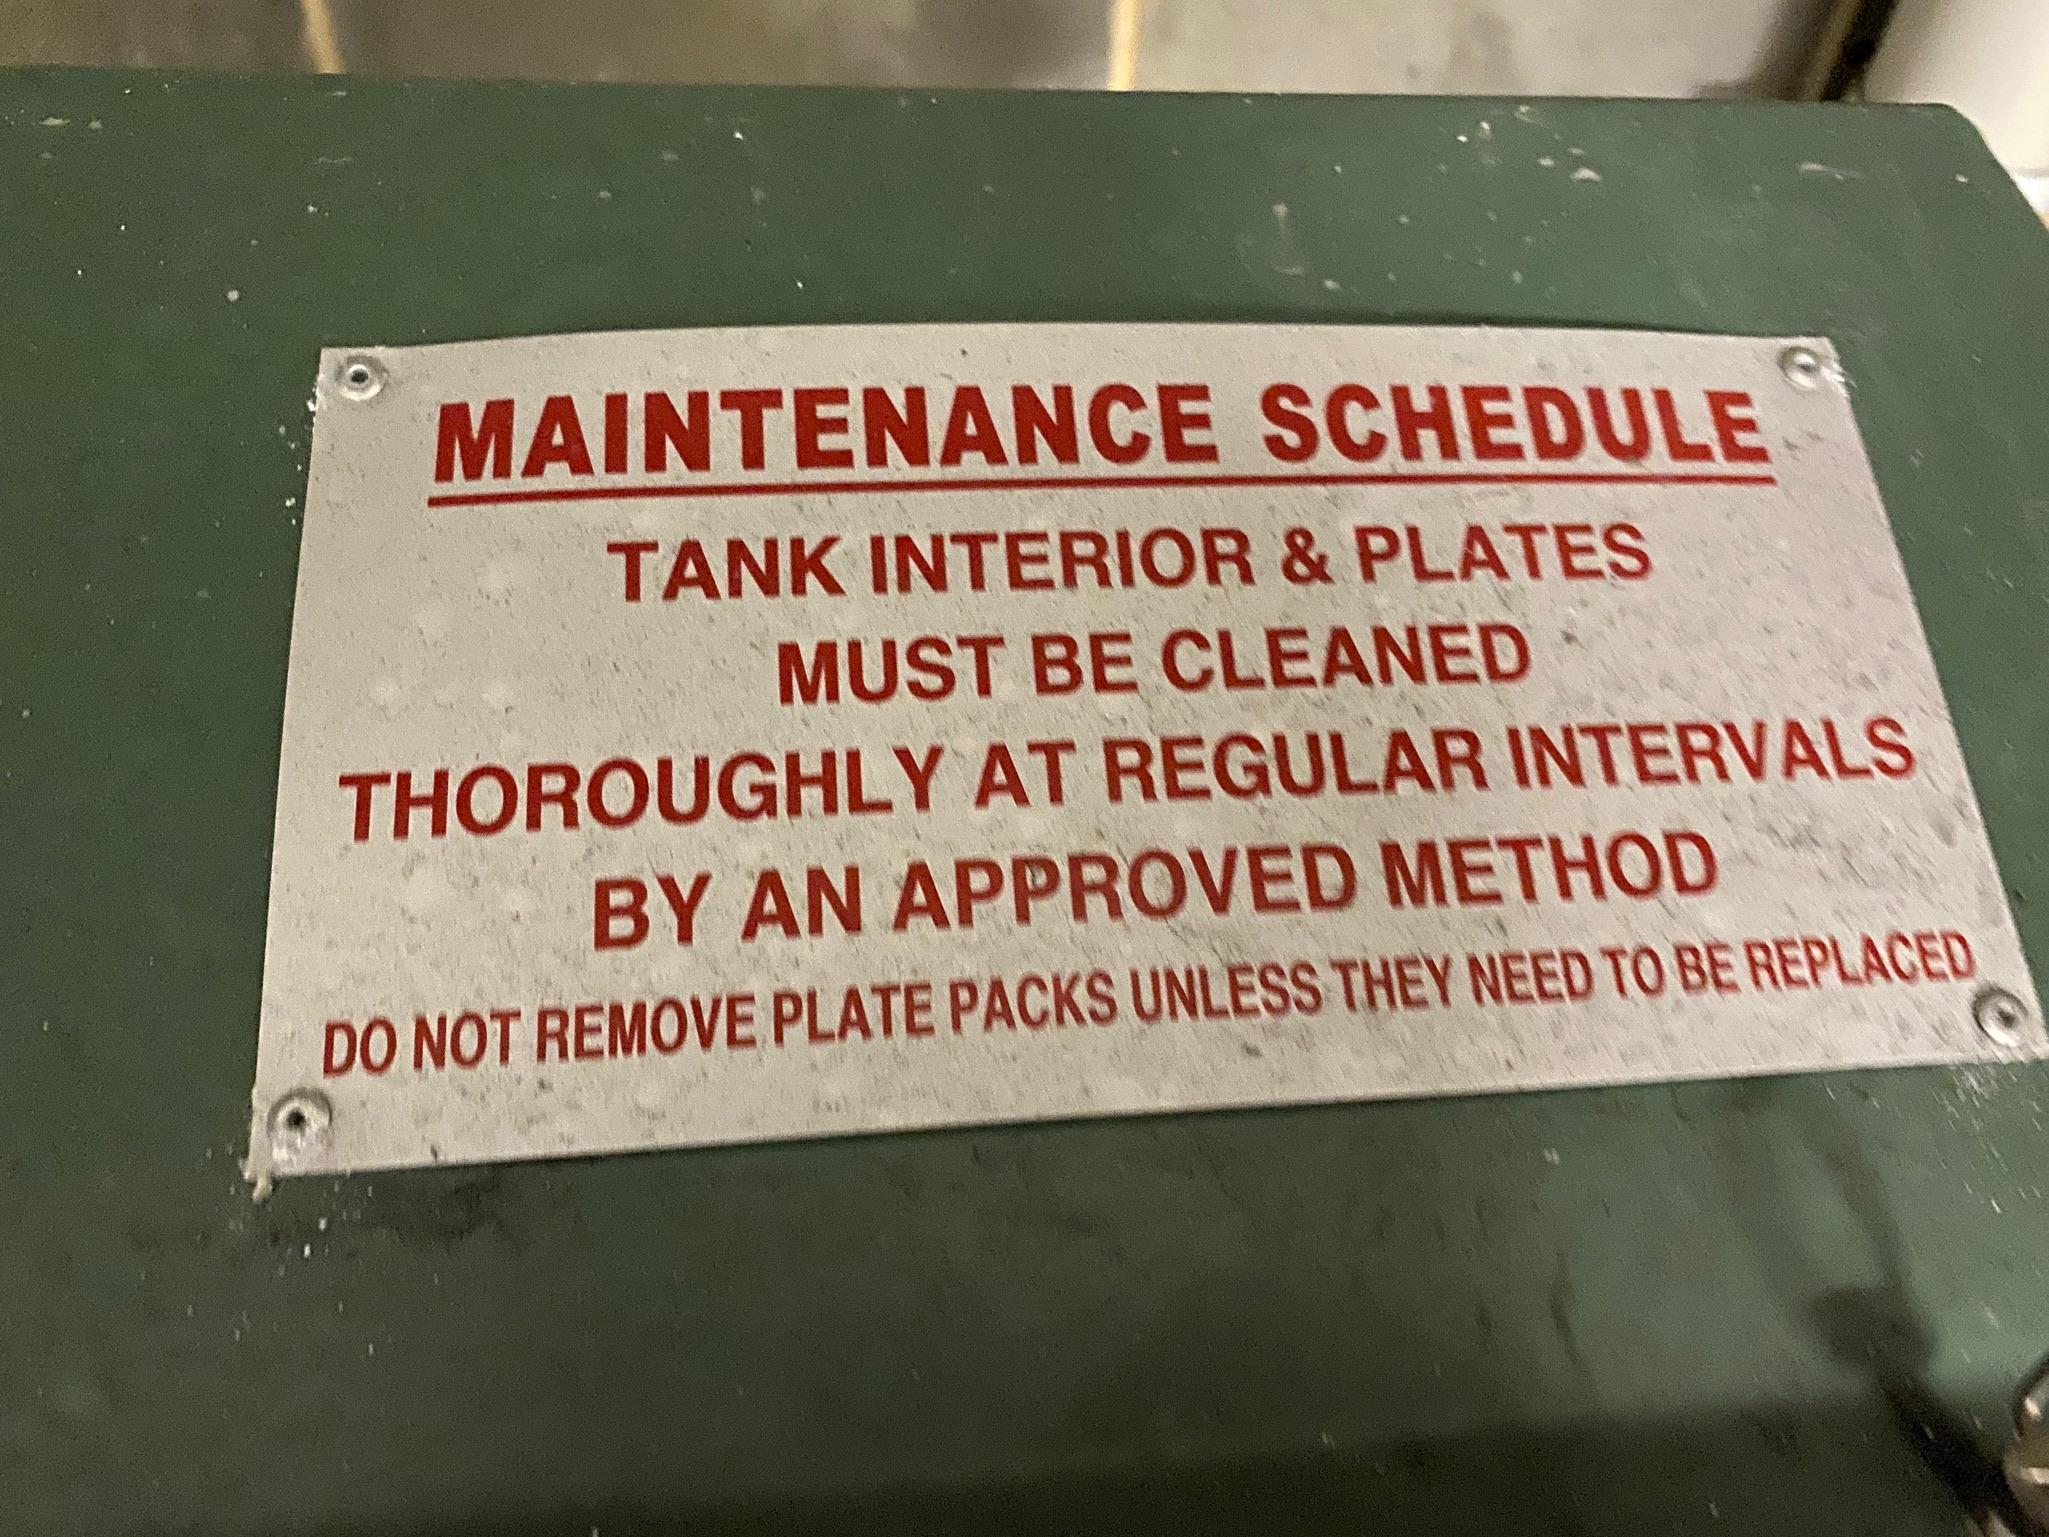 MAINTENANCE SCHEDULE
TANK INTERIOR & PLATES
MUST BE CLEANED
THOROUGHLY AT REGULAR INTERVALS
BY AN APPROVED METHOD
DO NOT REMOVE PLATE PACKS UNLESS THEY NEED TO BE REPLACED